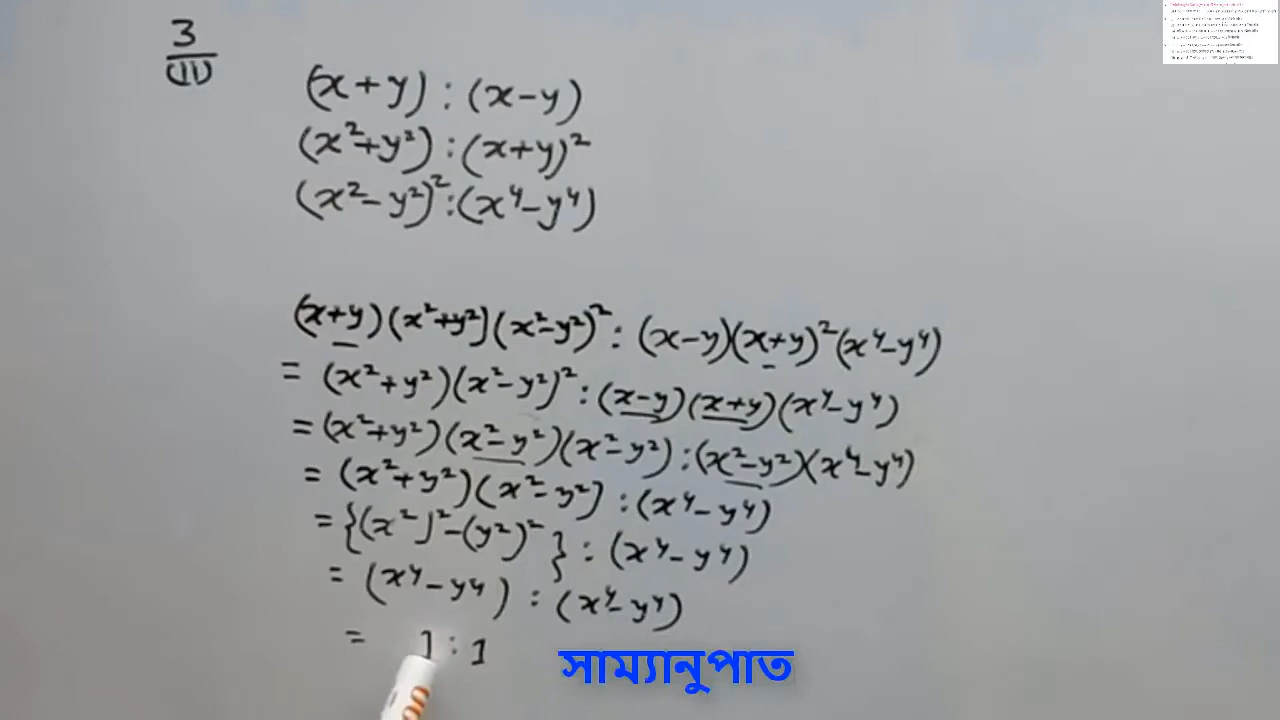 3
(ii)
(x+y) : (x-y)
(x²+y²) : (x+y)²
(x²-y²)² : (x⁴-y⁴)
(x+y)(x²+y²)(x²-y²)² : (x-y)(x+y)²(x⁴-y⁴)
= (x²+y²)(x²-y²)² : (x-y)(x+y)(x⁴-y⁴)
= (x²+y²)(x²-y²)(x²-y²) : (x²-y²)(x⁴-y⁴)
= (x²+y²)(x²-y²) : (x⁴-y⁴)
= {(x²)²-(y²)²} : (x⁴-y⁴)
= (x⁴-y⁴) : (x⁴-y⁴)
= 1 : 1
সাম্যানুপাত